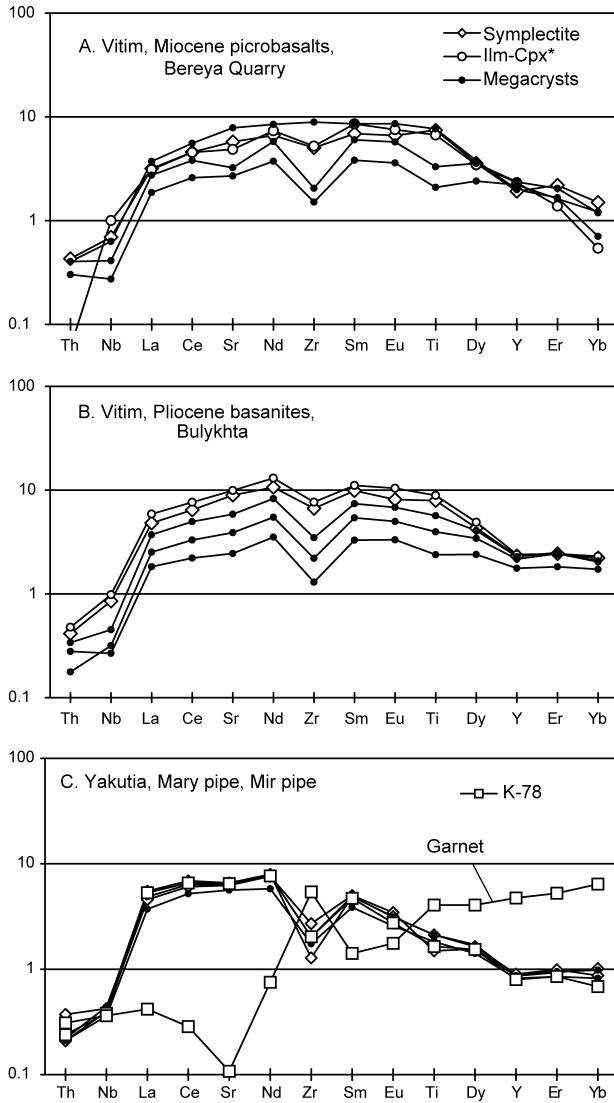 100
A. Vitim, Miocene picrobasalts,
Bereya Quarry
Symplectite
Ilm-Cpx*
Megacrysts
10
1
0.1
Th Nb La Ce Sr Nd Zr Sm Eu Ti Dy Y Er Yb
100
B. Vitim, Pliocene basanites,
Bulykhta
10
1
0.1
Th Nb La Ce Sr Nd Zr Sm Eu Ti Dy Y Er Yb
100
C. Yakutia, Mary pipe, Mir pipe
K-78
Garnet
10
1
0.1
Th Nb La Ce Sr Nd Zr Sm Eu Ti Dy Y Er Yb